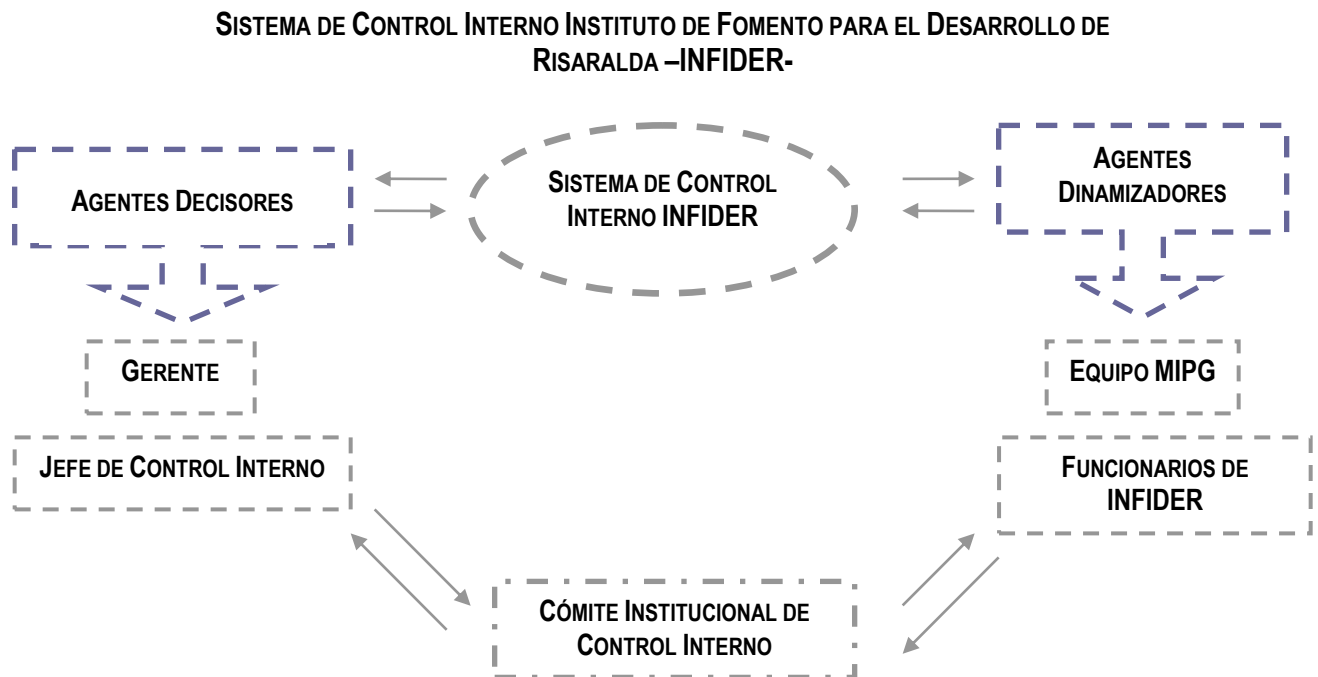 SISTEMA DE CONTROL INTERNO INSTITUTO DE FOMENTO PARA EL DESARROLLO DE
RISARALDA –INFIDER-
AGENTES DECISORES
SISTEMA DE CONTROL
INTERNO INFIDER
AGENTES
DINAMIZADORES
GERENTE
EQUIPO MIPG
JEFE DE CONTROL INTERNO
FUNCIONARIOS DE
INFIDER
CÓMITE INSTITUCIONAL DE
CONTROL INTERNO